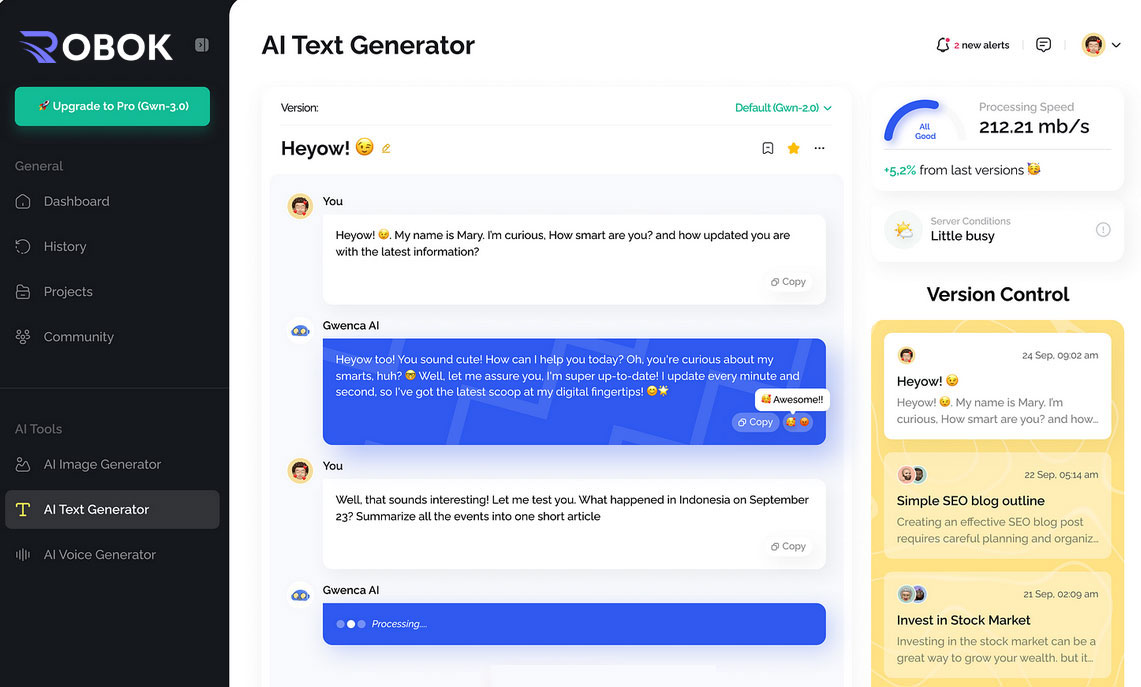 ROBOK
🚀 Upgrade to Pro (Gwn-3.0)
General
Dashboard
History
Projects
Community
AI Tools
AI Image Generator
AI Text Generator
AI Voice Generator
AI Text Generator
2 new alerts
Version:
Default (Gwn-2.0)
Heyow! 😉
You
Heyow! 😉. My name is Mary. I'm curious, How smart are you? and how updated you are
with the latest information?
Copy
Gwenca AI
Heyow too! You sound cute! How can I help you today? Oh, you're curious about my
smarts, huh? 🤓 Well, let me assure you, I'm super up-to-date! I update every minute and
second, so I've got the latest scoop at my digital fingertips! 😊🌟
🥰 Awesome!!
Copy
You
Well, that sounds interesting! Let me test you. What happened in Indonesia on September
23? Summarize all the events into one short article
Copy
Gwenca AI
Processing....
All
Good
Processing Speed
212.21 mb/s
+5,2% from last versions 🥳
Server Conditions
Little busy
Version Control
24 Sep, 09:02 am
Heyow! 😉
Heyow! 😉. My name is Mary. I'm
curious, How smart are you? and how...
22 Sep, 05:14 am
Simple SEO blog outline
Creating an effective SEO blog post
requires careful planning and organiz...
21 Sep, 02:09 am
Invest in Stock Market
Investing in the stock market can be a
great way to grow your wealth. but it...